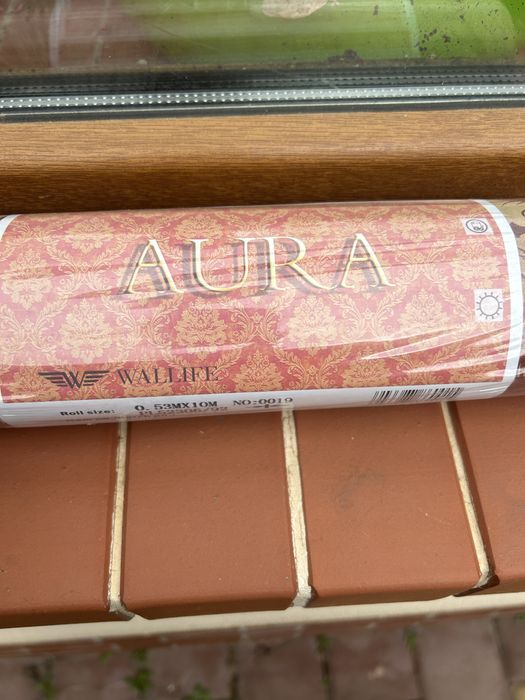 AURA
WALLIFE
Roll size: 0.53MX10M NO:0019